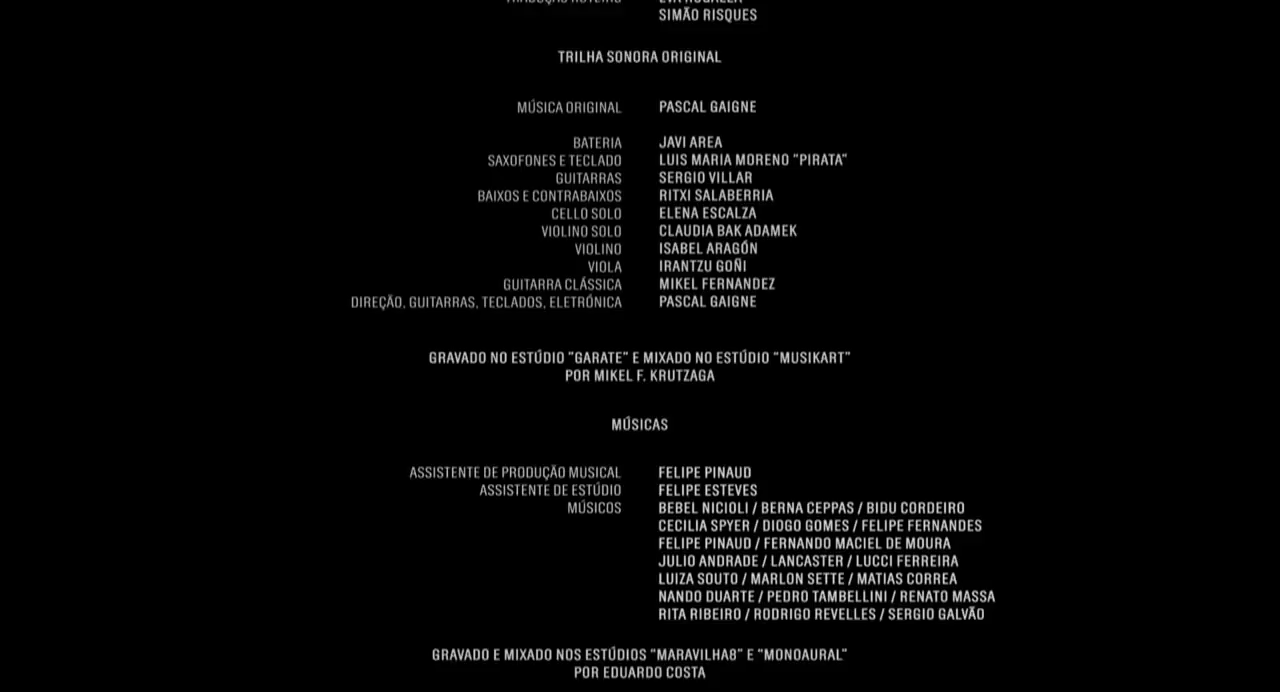 SIMÃO RISQUES
TRILHA SONORA ORIGINAL
MÚSICA ORIGINAL PASCAL GAIGNE
BATERIA JAVI AREA
SAXOFONES E TECLADO LUIS MARIA MORENO "PIRATA"
GUITARRAS SERGIO VILLAR
BAIXOS E CONTRABAIXOS RITXI SALABERRIA
CELLO SOLO ELENA ESCALZA
VIOLINO SOLO CLAUDIA BAK ADAMEK
VIOLINO ISABEL ARAGÓN
VIOLA IRANTZU GOÑI
GUITARRA CLÁSSICA MIKEL FERNANDEZ
DIREÇÃO, GUITARRAS, TECLADOS, ELETRÓNICA PASCAL GAIGNE
GRAVADO NO ESTÚDIO "GARATE" E MIXADO NO ESTÚDIO "MUSIKART"
POR MIKEL F. KRUTZAGA
MÚSICAS
ASSISTENTE DE PRODUÇÃO MUSICAL FELIPE PINAUD
ASSISTENTE DE ESTÚDIO FELIPE ESTEVES
MÚSICOS BEBEL NICIOLI / BERNA CEPPAS / BIDU CORDEIRO
CECILIA SPYER / DIOGO GOMES / FELIPE FERNANDES
FELIPE PINAUD / FERNANDO MACIEL DE MOURA
JULIO ANDRADE / LANCASTER / LUCCI FERREIRA
LUIZA SOUTO / MARLON SETTE / MATIAS CORREA
NANDO DUARTE / PEDRO TAMBELLINI / RENATO MASSA
RITA RIBEIRO / RODRIGO REVELLES / SERGIO GALVÃO
GRAVADO E MIXADO NOS ESTÚDIOS "MARAVILHA8" E "MONOAURAL"
POR EDUARDO COSTA